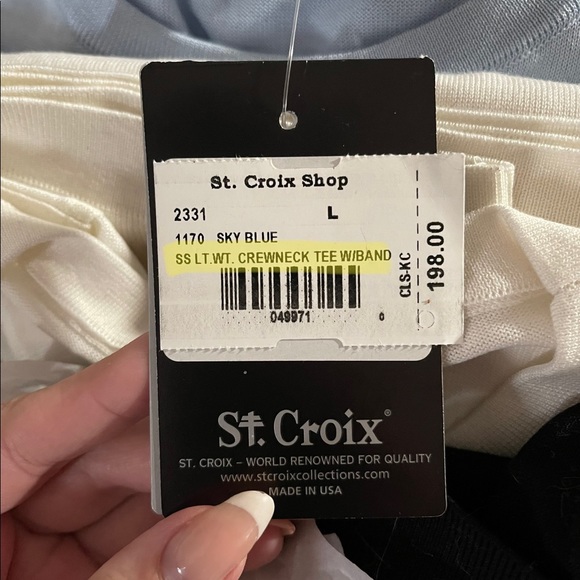 St. Croix Shop
2331 L
1170 SKY BLUE
SS LT.WT. CREWNECK TEE W/BAND
049971 0
CLS-KC
198.00
St. Croix®
ST. CROIX – WORLD RENOWNED FOR QUALITY
www.stcroixcollections.com
MADE IN USA